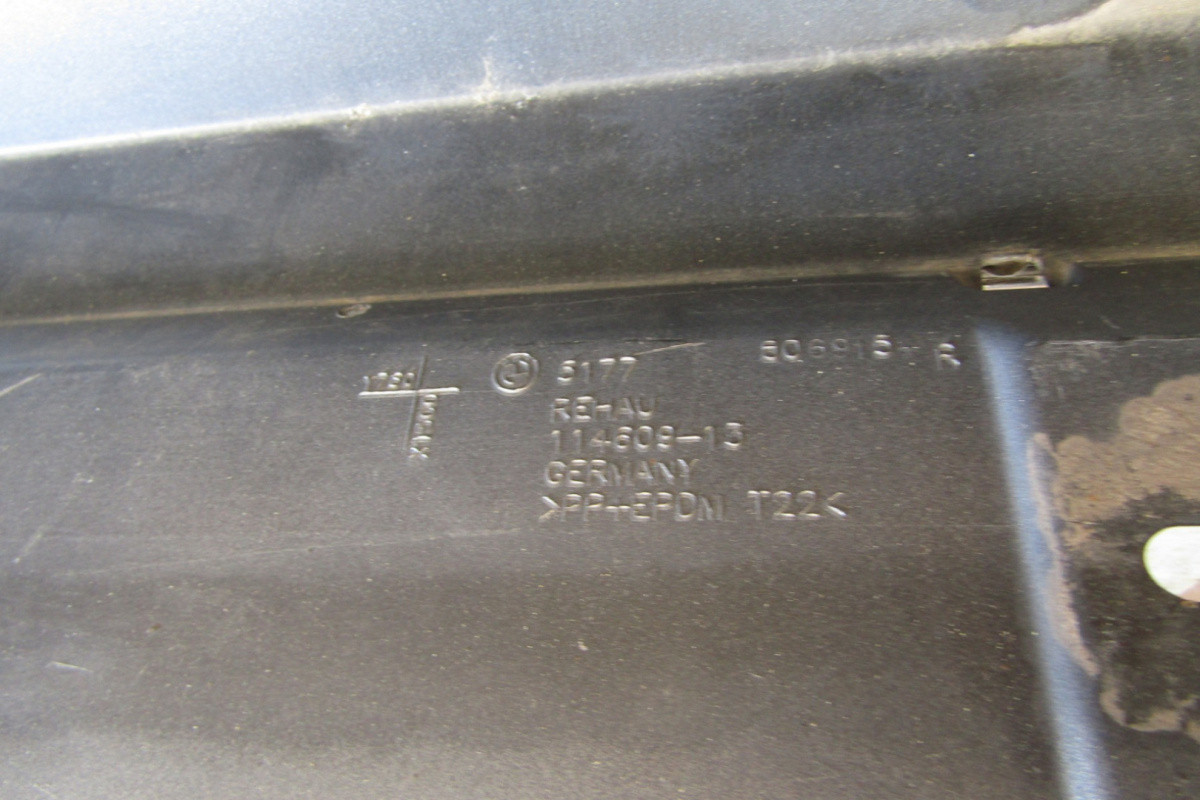 5177
REHAU
114609-13
GERMANY
>PP+EPDM T22<
R